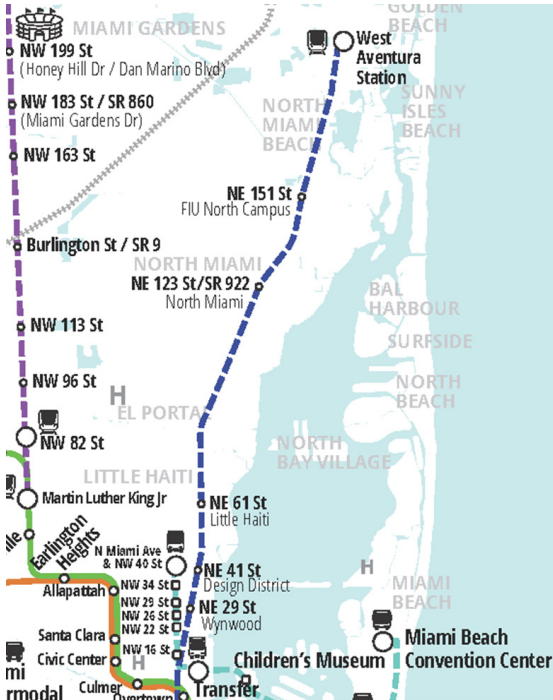 GOLDEN
BEACH
MIAMI GARDENS
West
Aventura
Station
NW 199 St
(Honey Hill Dr / Dan Marino Blvd)
NW 183 St / SR 860
(Miami Gardens Dr)
SUNNY
ISLES
BEACH
NORTH
MIAMI
BEACH
NW 163 St
NE 151 St
FIU North Campus
Burlington St / SR 9
NORTH MIAMI
NE 123 St/SR 922
North Miami
BAL
HARBOUR
NW 113 St
SURFSIDE
NW 96 St
NORTH
BEACH
H
EL PORTAL
NW 82 St
NORTH
BAY VILLAGE
LITTLE HAITI
Martin Luther King Jr
NE 61 St
Little Haiti
Earlington
Heights
N Miami Ave
& NW 40 St
NE 41 St
Design District
H
Allapattah
NW 34 St
NW 29 St
NW 26 St
NW 22 St
NE 29 St
Wynwood
MIAMI
BEACH
Santa Clara
Miami Beach
Convention Center
NW 16 St
Civic Center
H
Children's Museum
Culmer
Transfer
Overtown